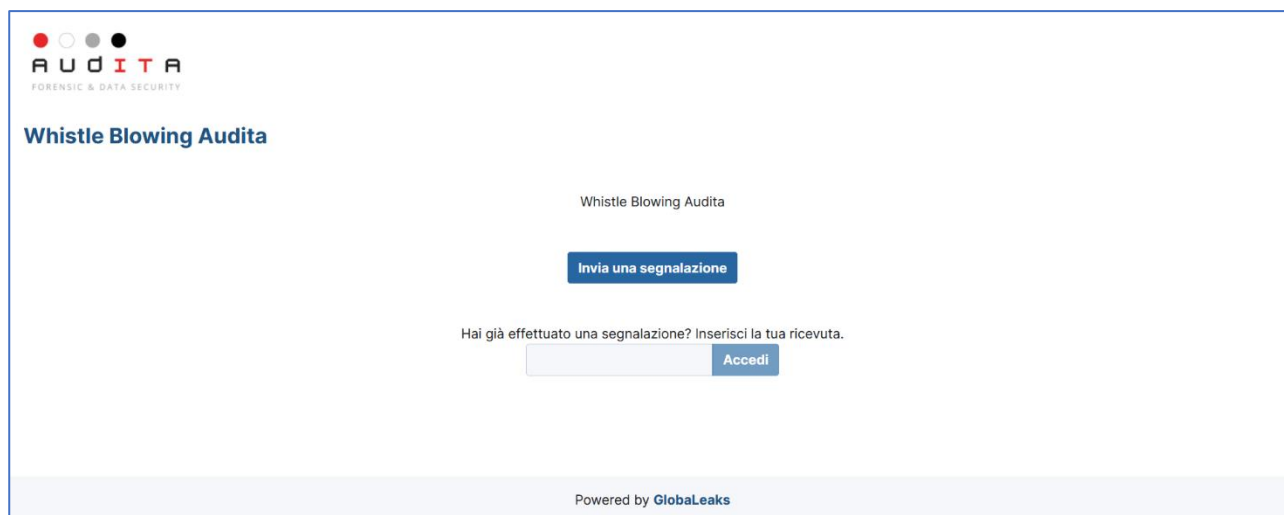 AUdITA
FORENSIC & DATA SECURITY
Whistle Blowing Audita
Whistle Blowing Audita
Invia una segnalazione
Hai già effettuato una segnalazione? Inserisci la tua ricevuta.
Accedi
Powered by GlobaLeaks